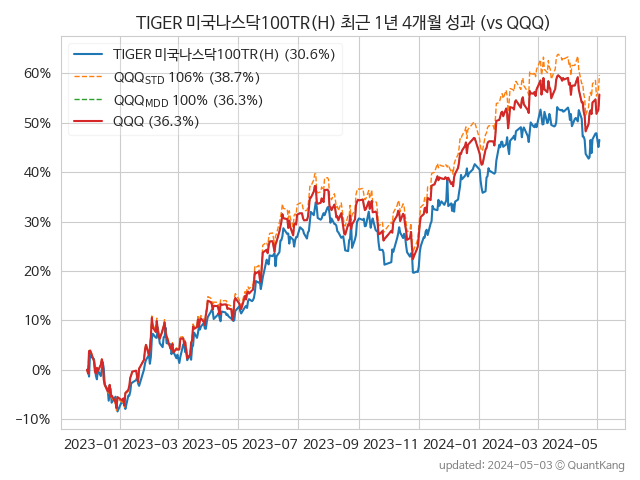 TIGER 미국나스닥100TR(H) 최근 1년 4개월 성과 (vs QQQ)
TIGER 미국나스닥100TR(H) (30.6%)
QQQSTD 106% (38.7%)
QQQMDD 100% (36.3%)
QQQ (36.3%)
60%
50%
40%
30%
20%
10%
0%
−10%
2023-01 2023-03 2023-05 2023-07 2023-09 2023-11 2024-01 2024-03 2024-05
updated: 2024-05-03 ⓒ QuantKang